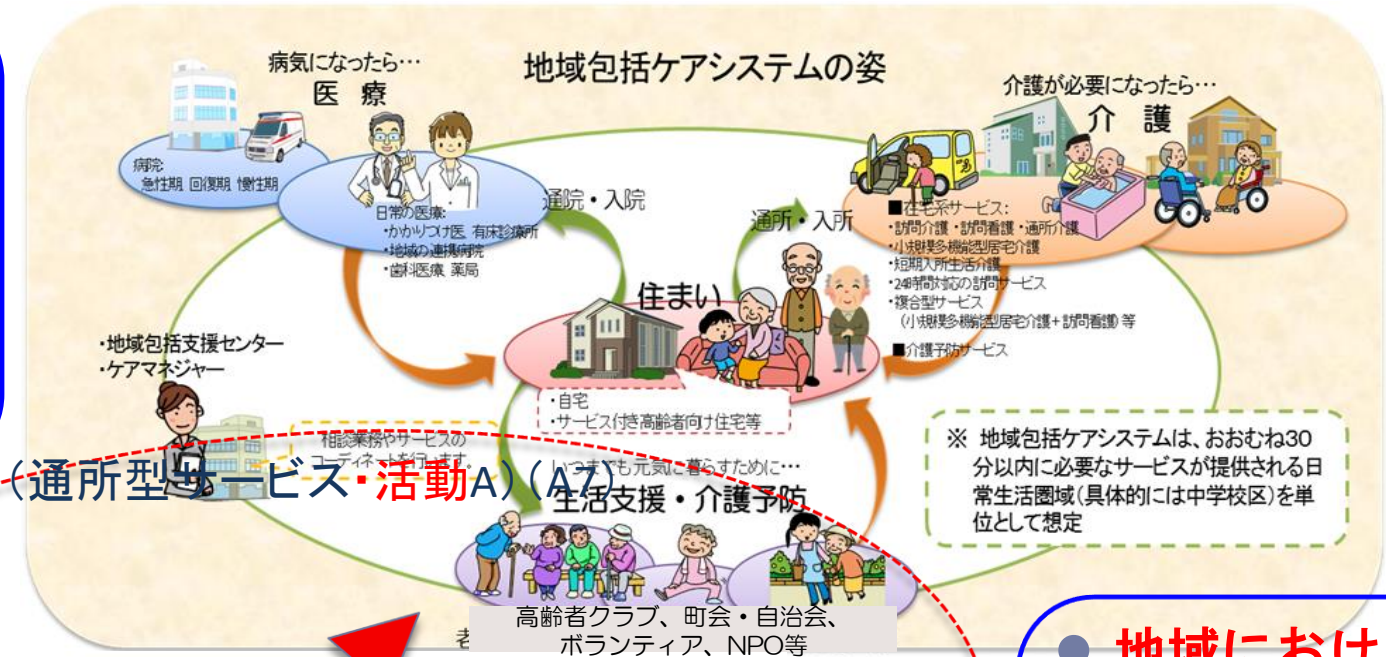 地域包括ケアシステムの姿
病気になったら…
医 療
病院:
急性期 回復期 慢性期
日常の医療:
・かかりつけ医、有床診療所
・地域の連携病院
・歯科医療、薬局
通院・入院
通所・入所
介護が必要になったら…
介 護
■在宅系サービス:
・訪問介護・訪問看護・通所介護
・小規模多機能型居宅介護
・短期入所生活介護
・24時間対応の訪問サービス
・複合型サービス
（小規模多機能型居宅介護+訪問看護）等
■介護予防サービス
住まい
・自宅
・サービス付き高齢者向け住宅等
・地域包括支援センター
・ケアマネジャー
相談業務やサービスの
コーディネートを行います。
（通所型サービス・活動A）（A7）
いつまでも元気に暮らすために…
生活支援・介護予防
高齢者クラブ、町会・自治会、
ボランティア、NPO等
老
※ 地域包括ケアシステムは、おおむね30
分以内に必要なサービスが提供される日
常生活圏域（具体的には中学校区）を単
位として想定
● 地域におけ